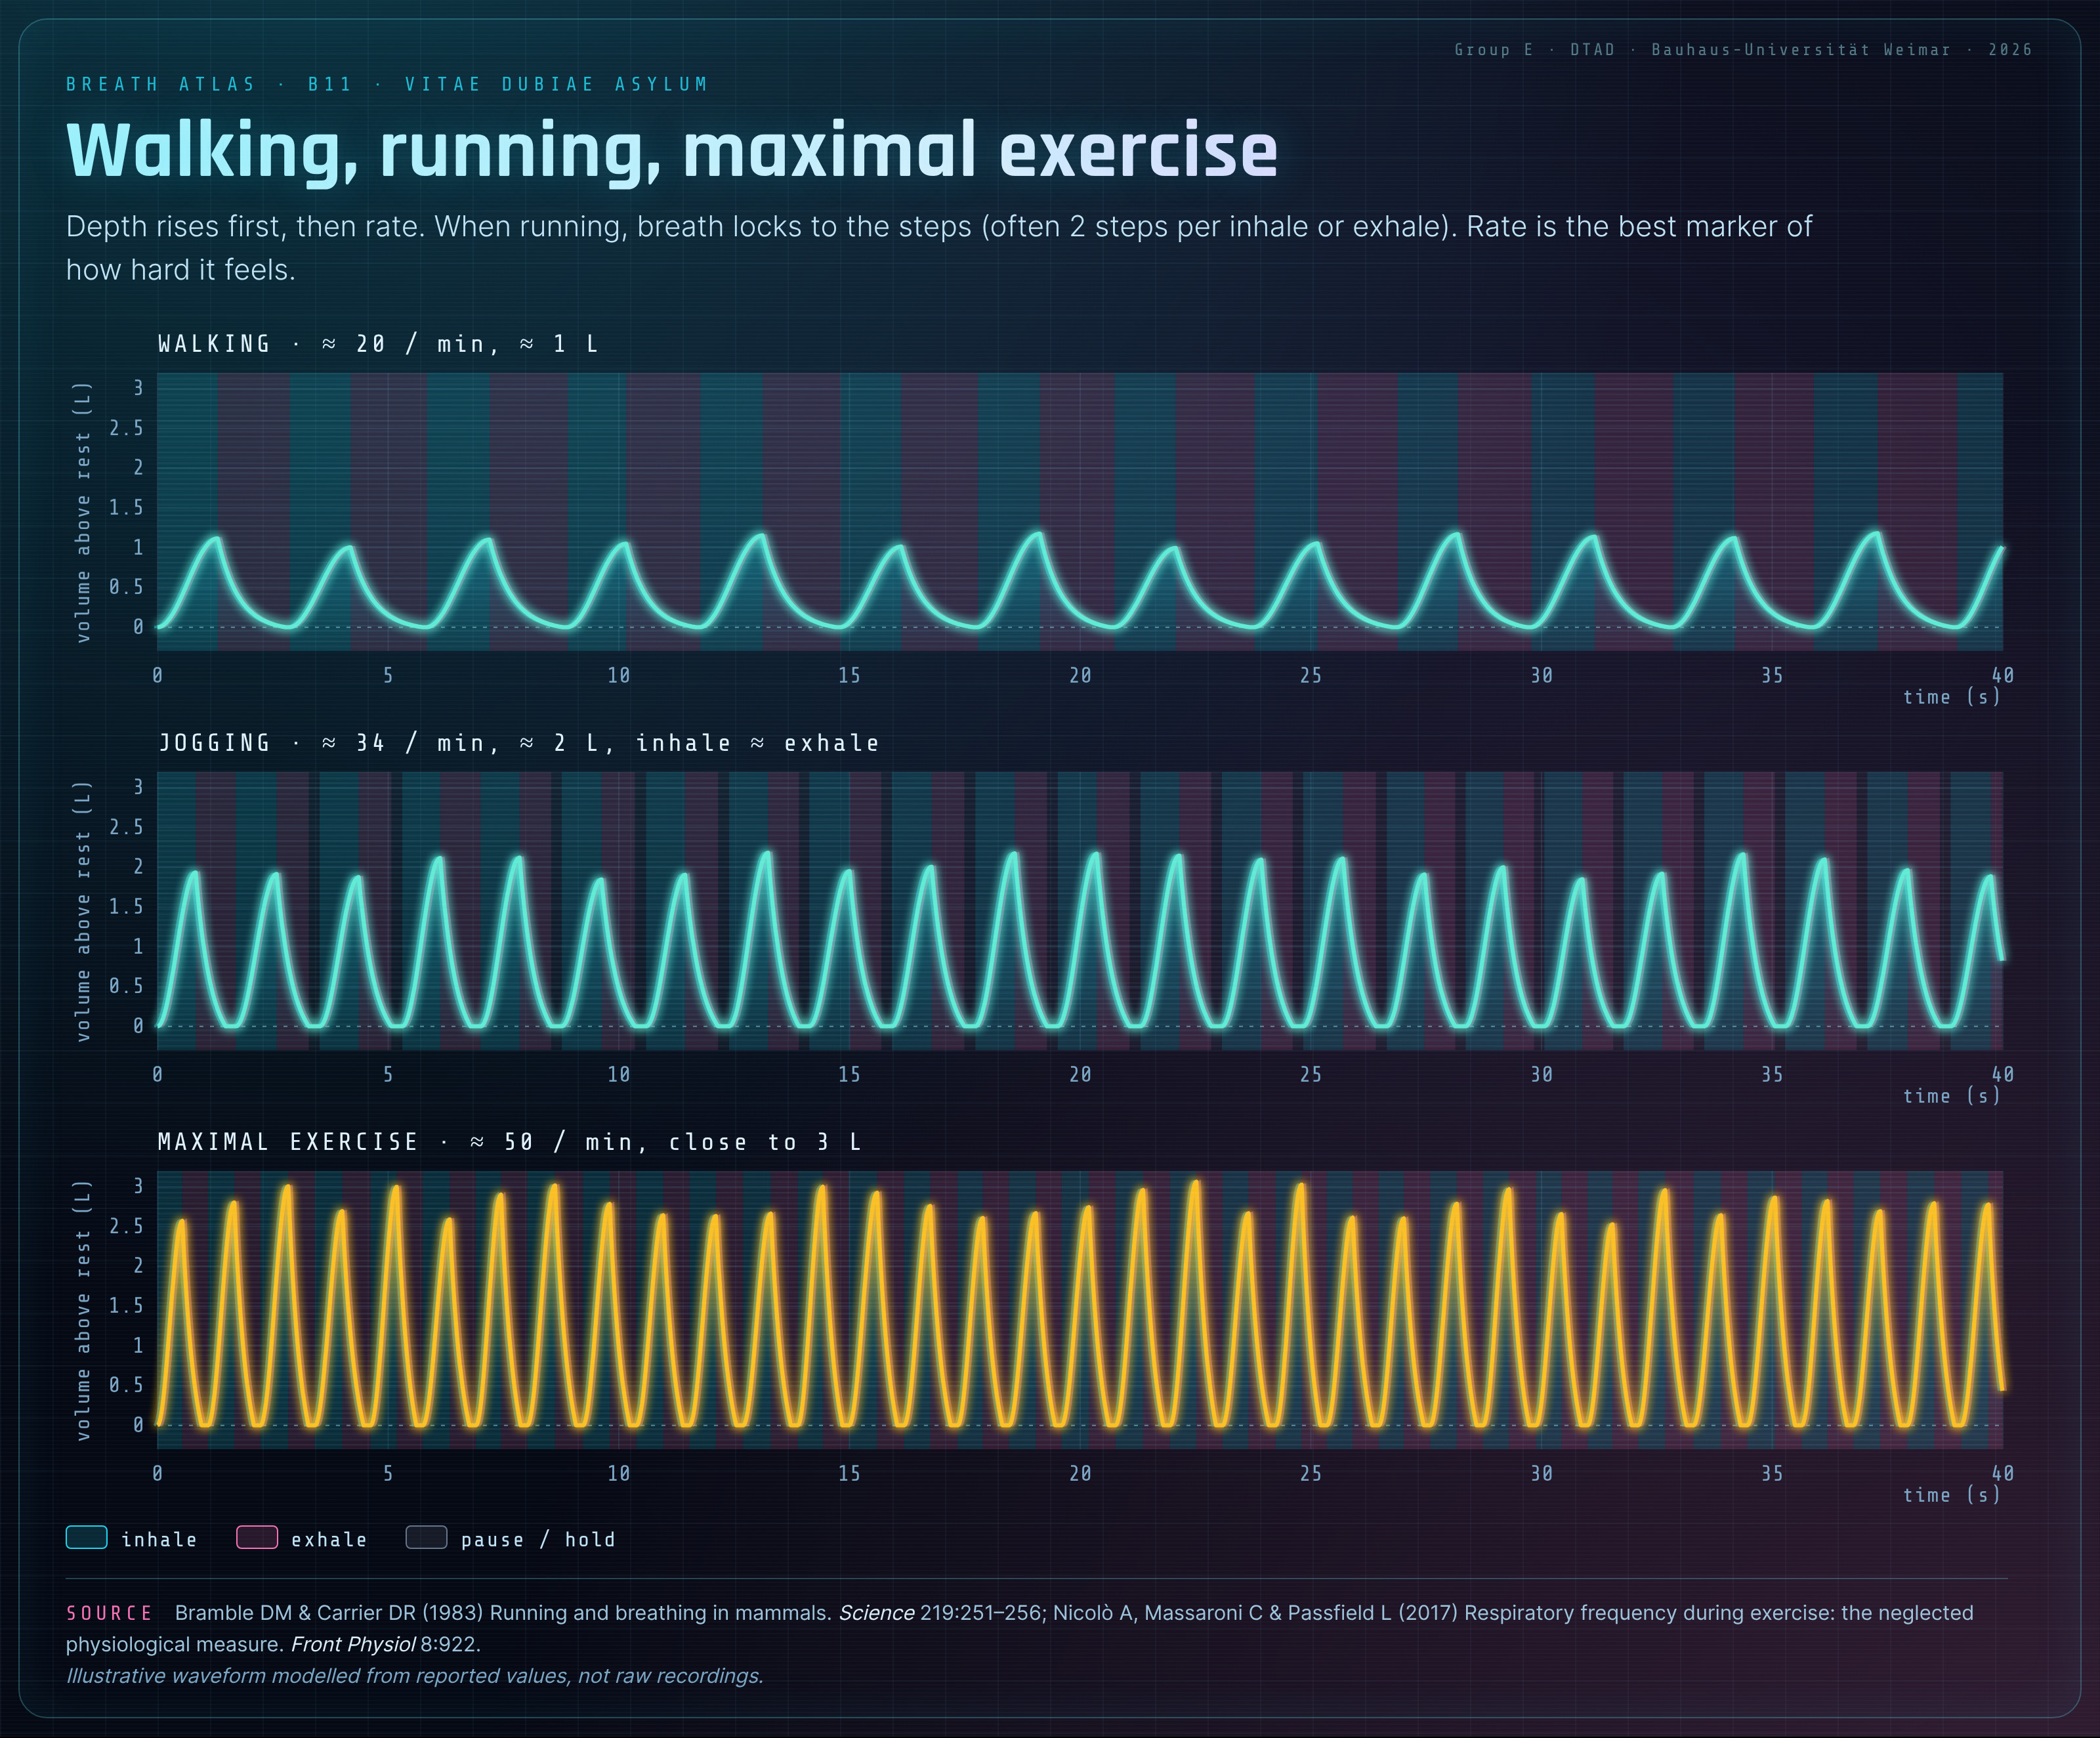 Group E · DTAD · Bauhaus-Universität Weimar · 2026
BREATH ATLAS · B11 · VITAE DUBIAE ASYLUM
Walking, running, maximal exercise
Depth rises first, then rate. When running, breath locks to the steps (often 2 steps per inhale or exhale). Rate is the best marker of
how hard it feels.
WALKING · ≈ 20 / min, ≈ 1 L
volume above rest (L)
3
2.5
2
1.5
1
0.5
0
0 5 10 15 20 25 30 35 40
time (s)
JOGGING · ≈ 34 / min, ≈ 2 L, inhale ≈ exhale
volume above rest (L)
3
2.5
2
1.5
1
0.5
0
0 5 10 15 20 25 30 35 40
time (s)
MAXIMAL EXERCISE · ≈ 50 / min, close to 3 L
volume above rest (L)
3
2.5
2
1.5
1
0.5
0
0 5 10 15 20 25 30 35 40
time (s)
inhale exhale pause / hold
SOURCE Bramble DM & Carrier DR (1983) Running and breathing in mammals. Science 219:251–256; Nicolò A, Massaroni C & Passfield L (2017) Respiratory frequency during exercise: the neglected
physiological measure. Front Physiol 8:922.
Illustrative waveform modelled from reported values, not raw recordings.